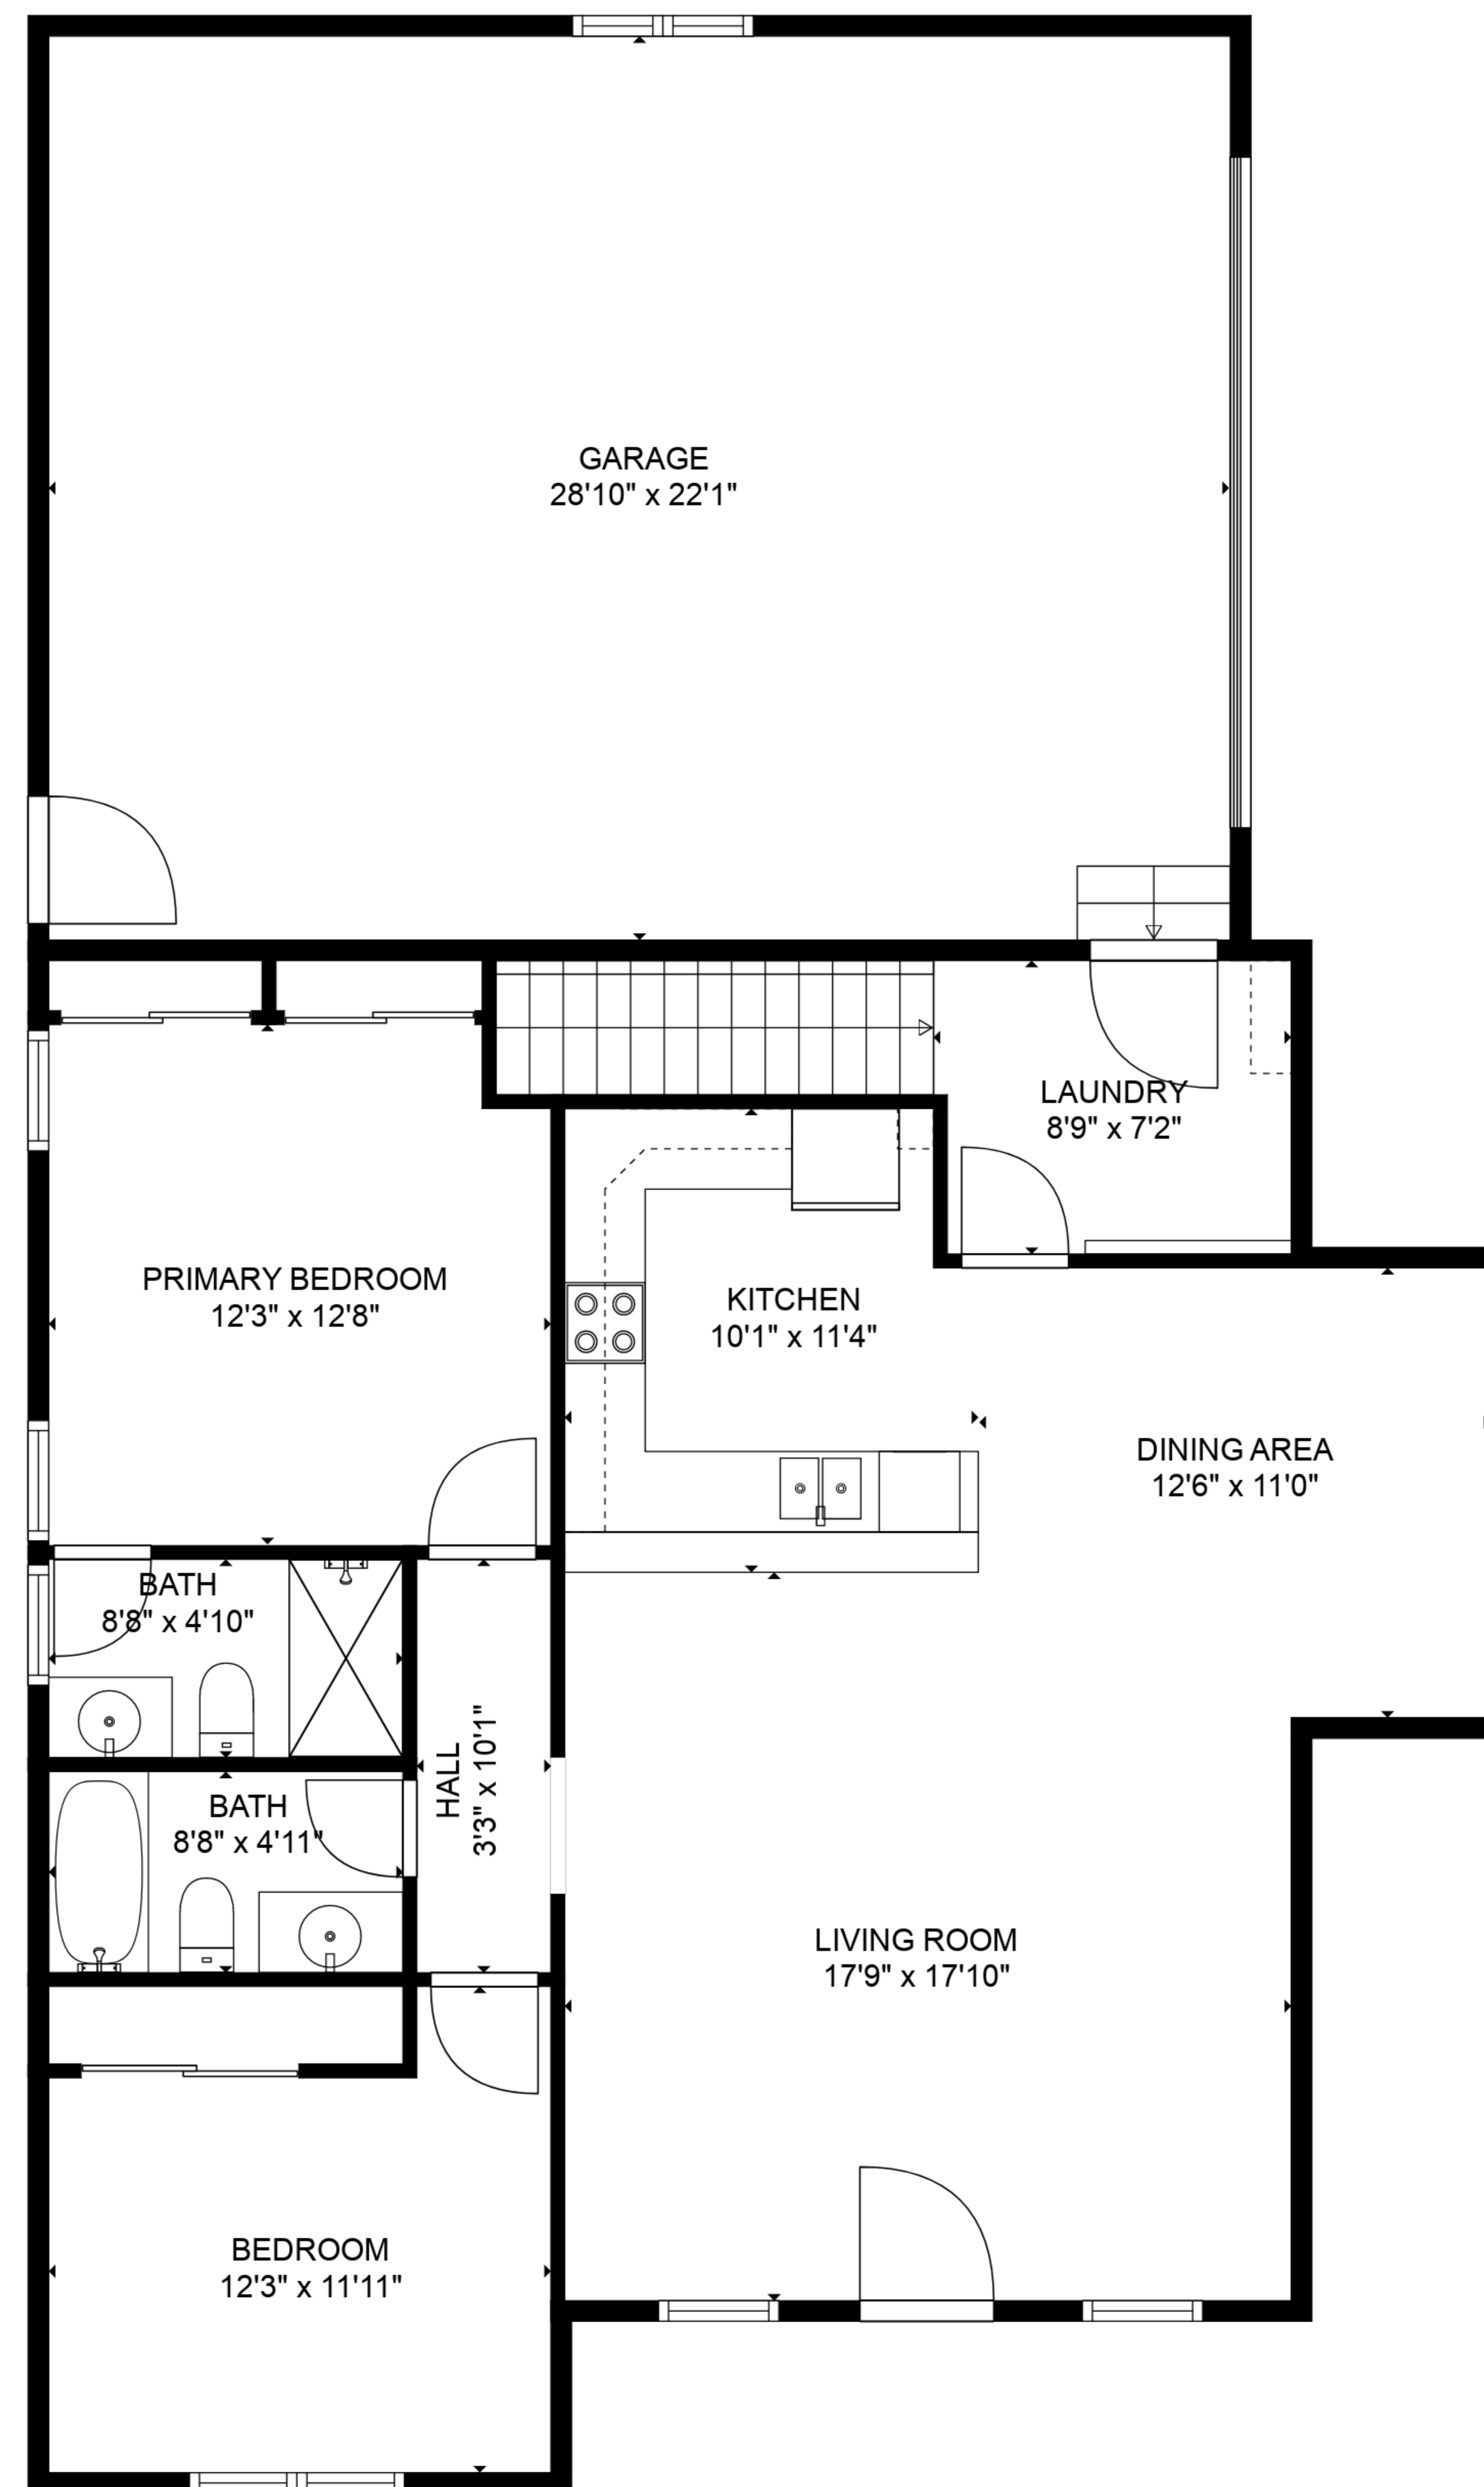 GARAGE
28'10" x 22'1"
LAUNDRY
8'9" x 7'2"
PRIMARY BEDROOM
12'3" x 12'8"
KITCHEN
10'1" x 11'4"
DINING AREA
12'6" x 11'0"
BATH
8'8" x 4'10"
HALL
3'3" x 10'1"
BATH
8'8" x 4'11"
LIVING ROOM
17'9" x 17'10"
BEDROOM
12'3" x 11'11"